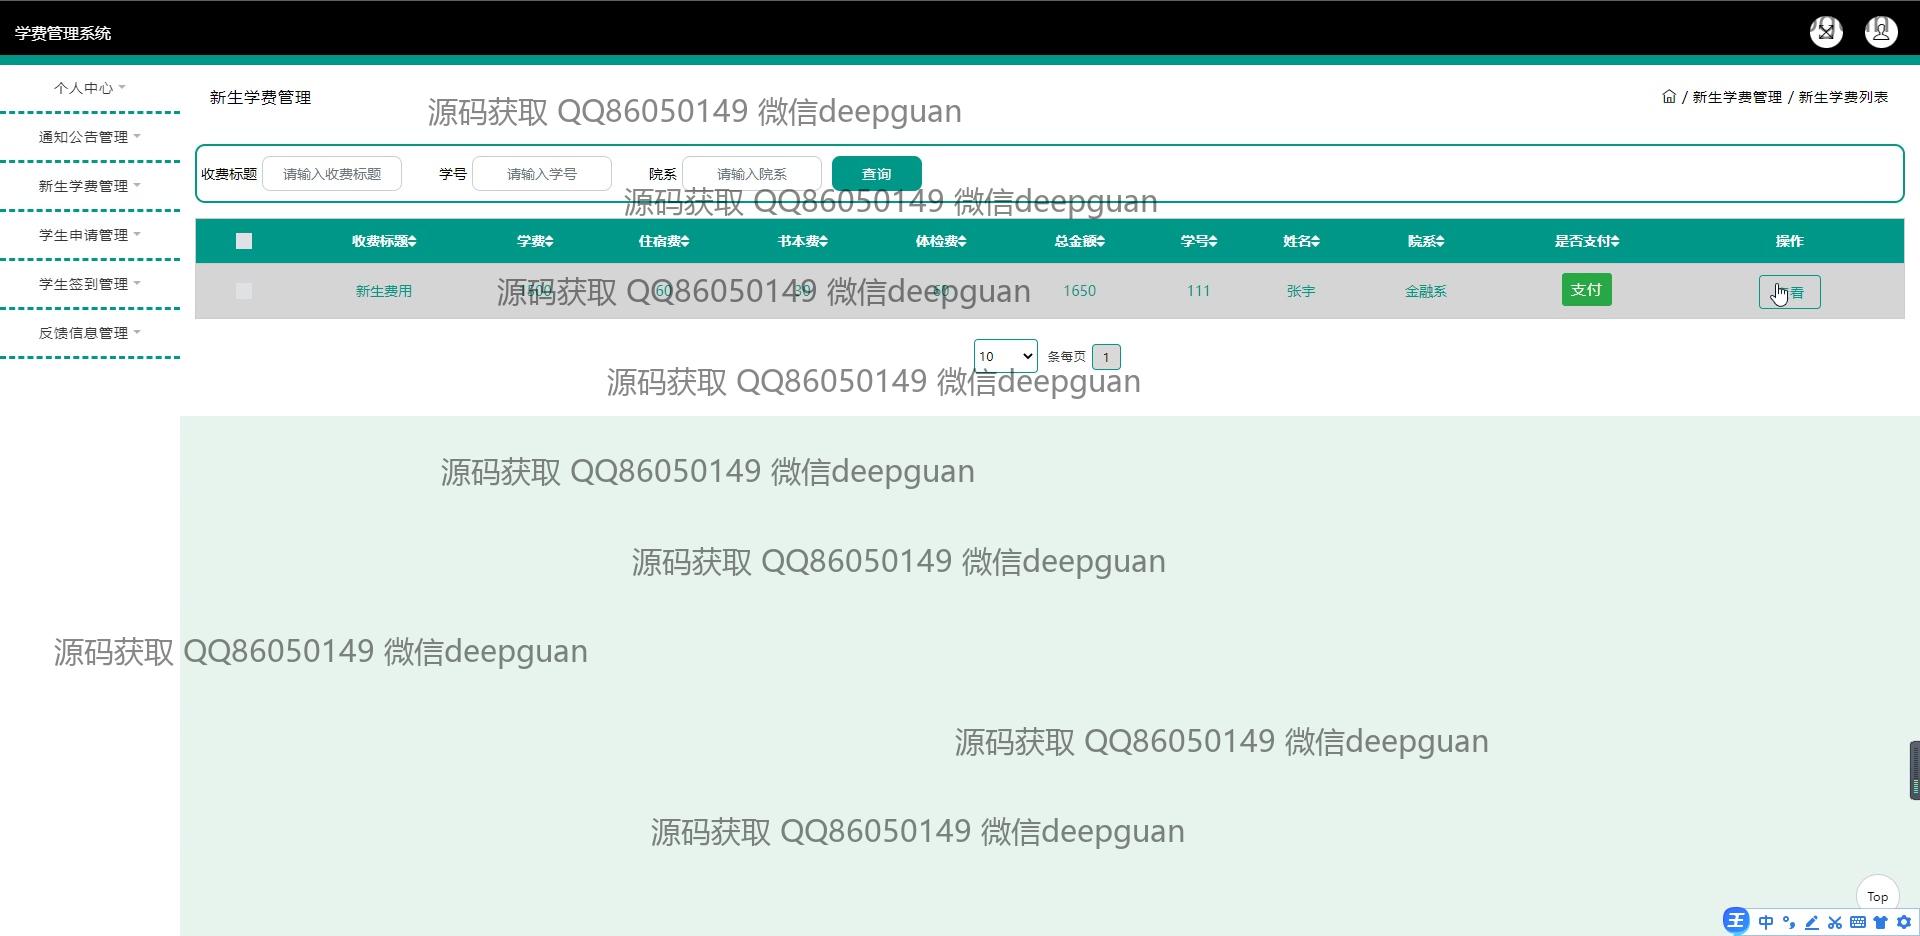 学费管理系统
个人中心
通知公告管理
新生学费管理
学生申请管理
学生签到管理
反馈信息管理
新生学费管理
/ 新生学费管理 / 新生学费列表
源码获取 QQ86050149 微信deepguan
收费标题 请输入收费标题 学号 请输入学号 院系 请输入院系 查询
源码获取 QQ86050149 微信deepguan
收费标题 学费 住宿费 书本费 体检费 总金额 学号 姓名 院系 是否支付 操作
新生费用 60 1650 111 张宇 金融系 支付 看
源码获取 QQ86050149 微信deepguan
10 条每页 1
源码获取 QQ86050149 微信deepguan
源码获取 QQ86050149 微信deepguan
源码获取 QQ86050149 微信deepguan
源码获取 QQ86050149 微信deepguan
源码获取 QQ86050149 微信deepguan
源码获取 QQ86050149 微信deepguan
Top
王 中